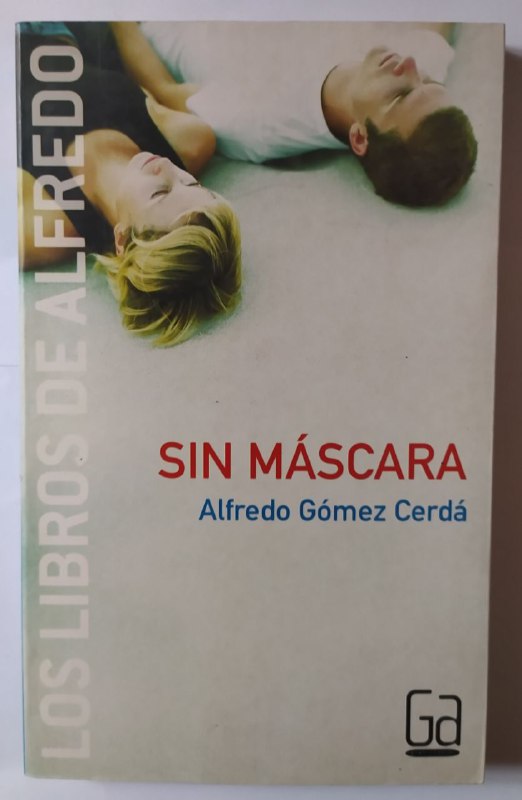 LOS LIBROS DE ALFREDO
SIN MÁSCARA
Alfredo Gómez Cerdá
Ga